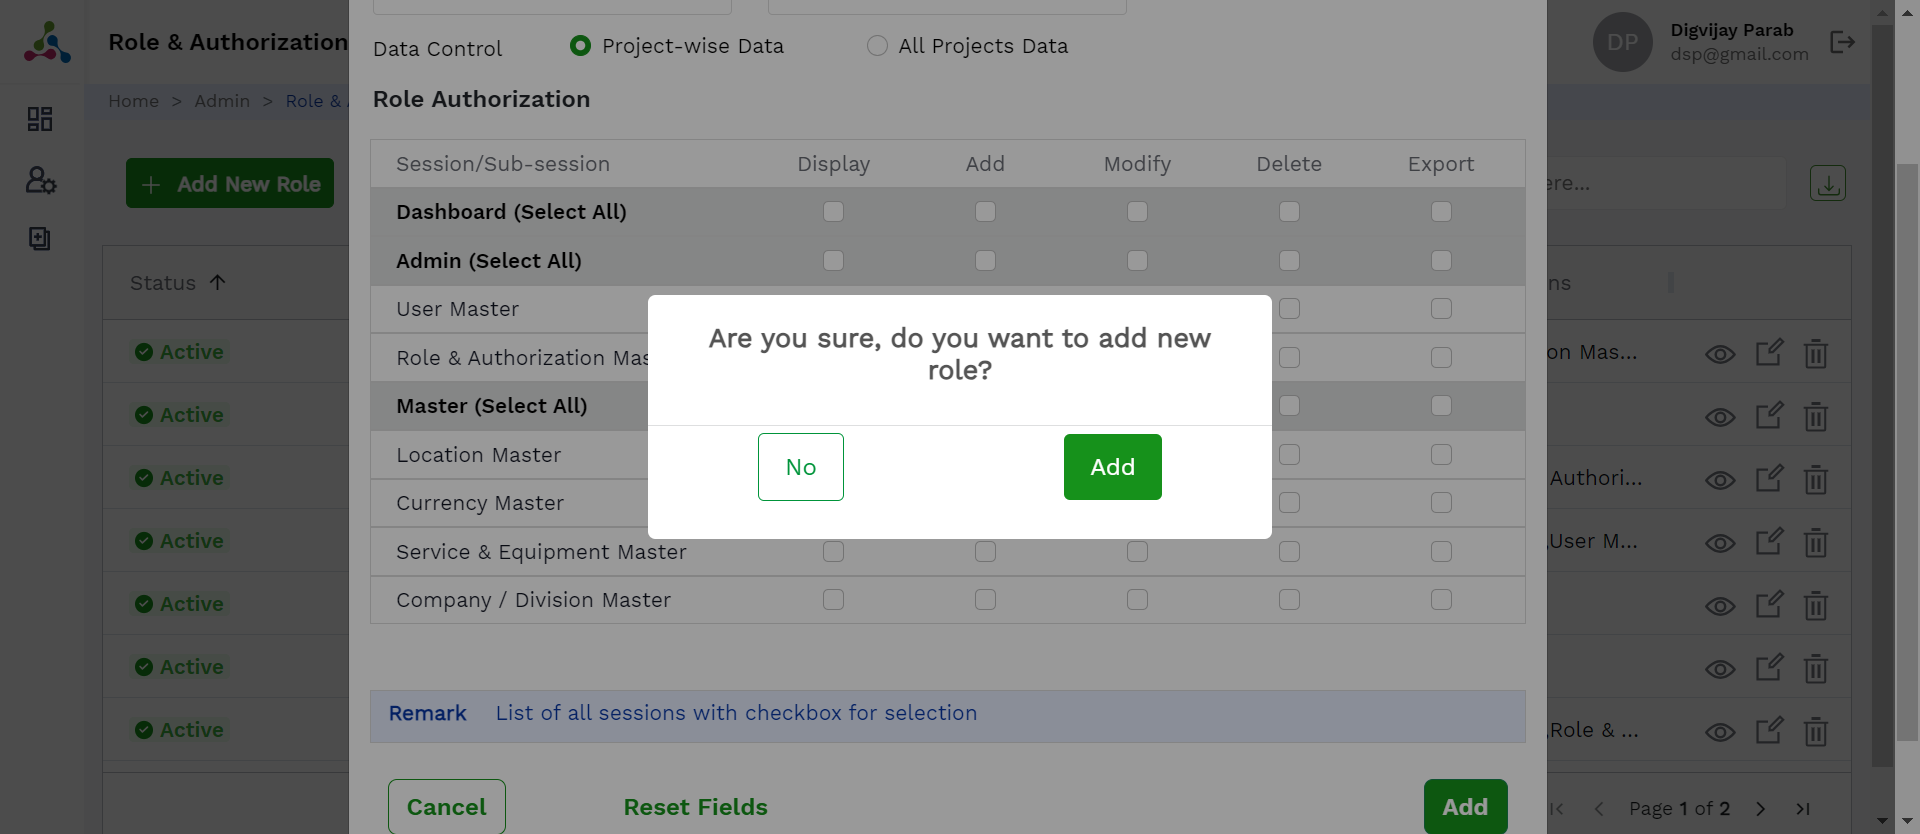 Role & Authorization
Data Control
Project-wise Data
All Projects Data
DP
Digvijay Parab
dsp@gmail.com
Home > Admin > Role & A
Role Authorization
Add New Role
ere...
Session/Sub-session Display Add Modify Delete Export
Dashboard (Select All)
Admin (Select All)
User Master
Role & Authorization Mas
Master (Select All)
Location Master
Currency Master
Service & Equipment Master
Company / Division Master
Are you sure, do you want to add new
role?
No
Add
Status
ns
Active
on Mas...
Active
Active
Authori...
Active
,User M...
Active
Active
Active
,Role & ...
Remark List of all sessions with checkbox for selection
Cancel
Reset Fields
Add
Page 1 of 2